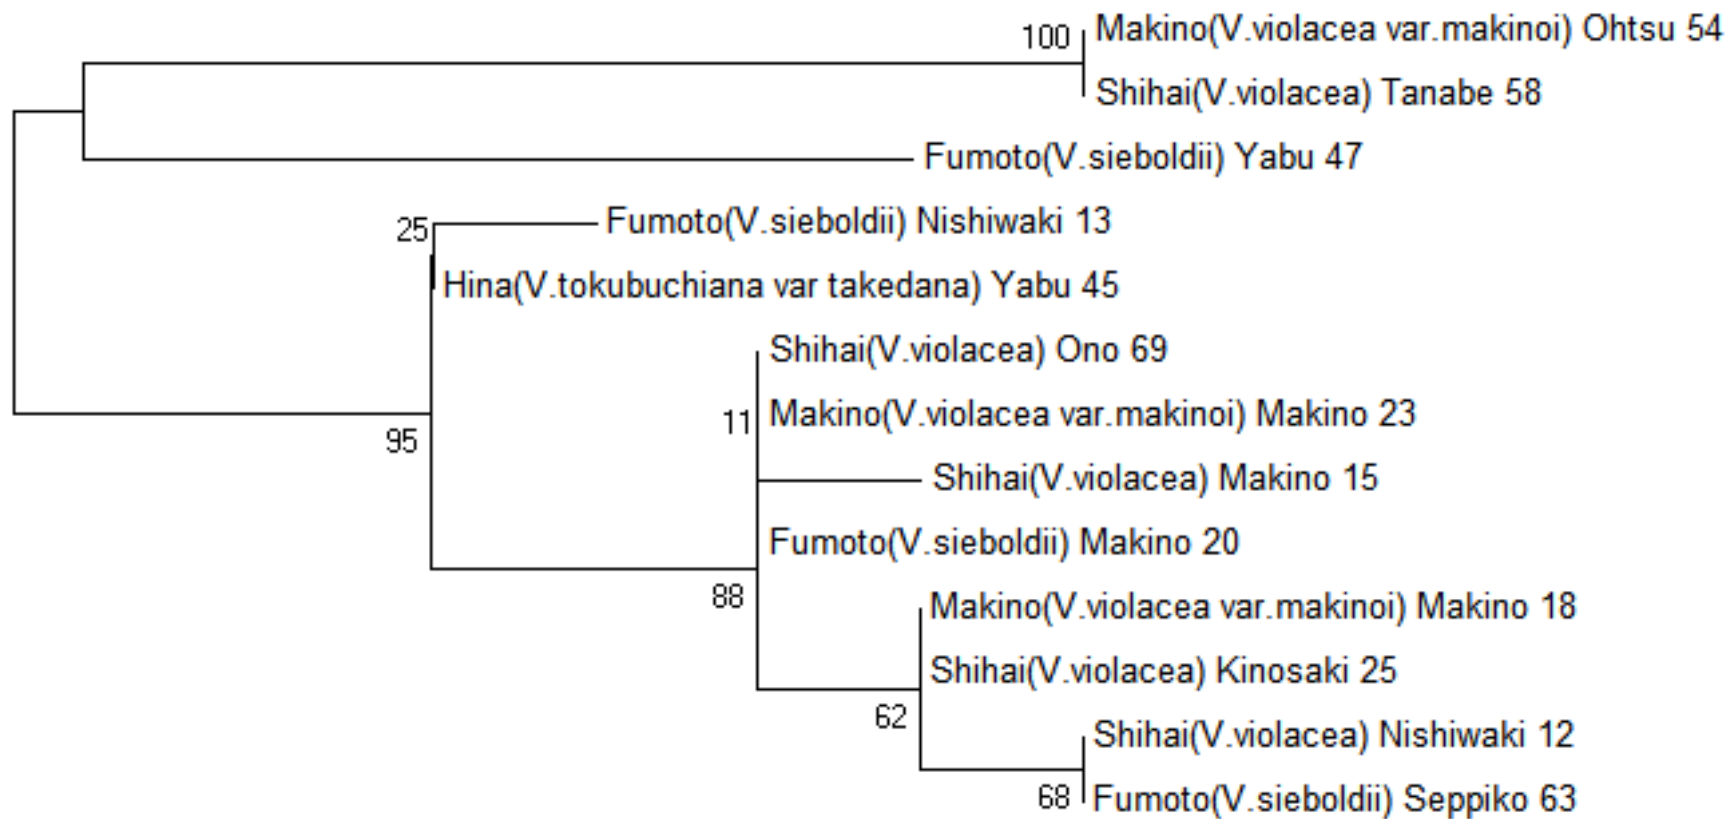 100
Makino(V.violacea var.makinoi) Ohtsu 54
Shihai(V.violacea) Tanabe 58
Fumoto(V.sieboldii) Yabu 47
25
Fumoto(V.sieboldii) Nishiwaki 13
Hina(V.tokubuchiana var takedana) Yabu 45
Shihai(V.violacea) Ono 69
11
Makino(V.violacea var.makinoi) Makino 23
95
Shihai(V.violacea) Makino 15
Fumoto(V.sieboldii) Makino 20
88
Makino(V.violacea var.makinoi) Makino 18
Shihai(V.violacea) Kinosaki 25
62
Shihai(V.violacea) Nishiwaki 12
68
Fumoto(V.sieboldii) Seppiko 63